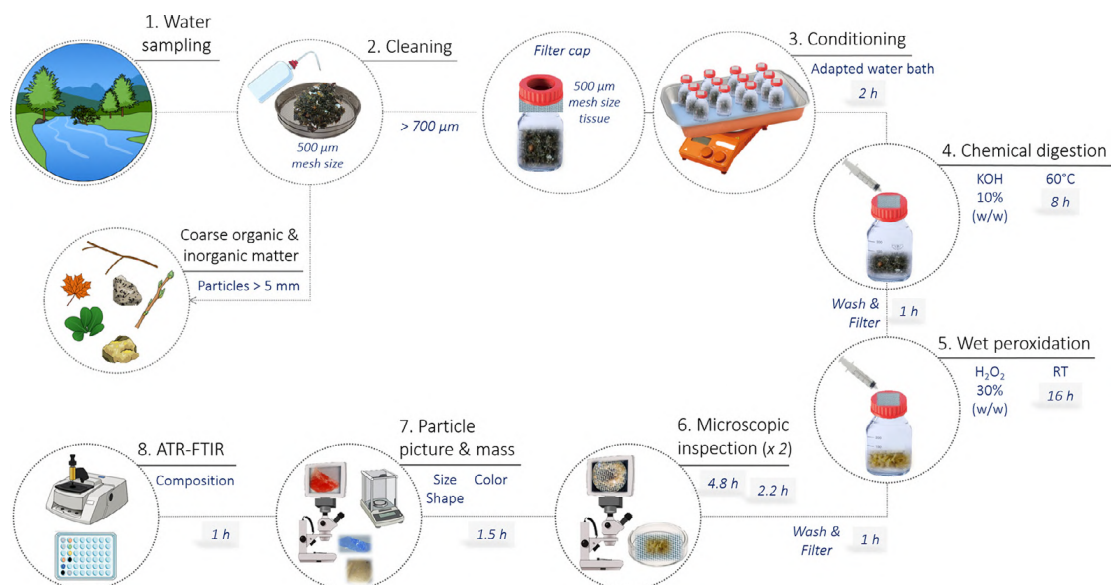 1. Water
sampling
2. Cleaning
500 µm
mesh size
> 700 µm
Filter cap
500 µm
mesh size
tissue
3. Conditioning
Adapted water bath
2 h
4. Chemical digestion
KOH
10%
(w/w)
60°C
8 h
Coarse organic &
inorganic matter
Particles > 5 mm
Wash &
Filter
1 h
5. Wet peroxidation
H₂O₂
30%
(w/w)
RT
16 h
Wash &
Filter
1 h
6. Microscopic
inspection (x 2)
4.8 h
2.2 h
7. Particle
picture & mass
Size
Shape
Color
1.5 h
8. ATR-FTIR
Composition
1 h